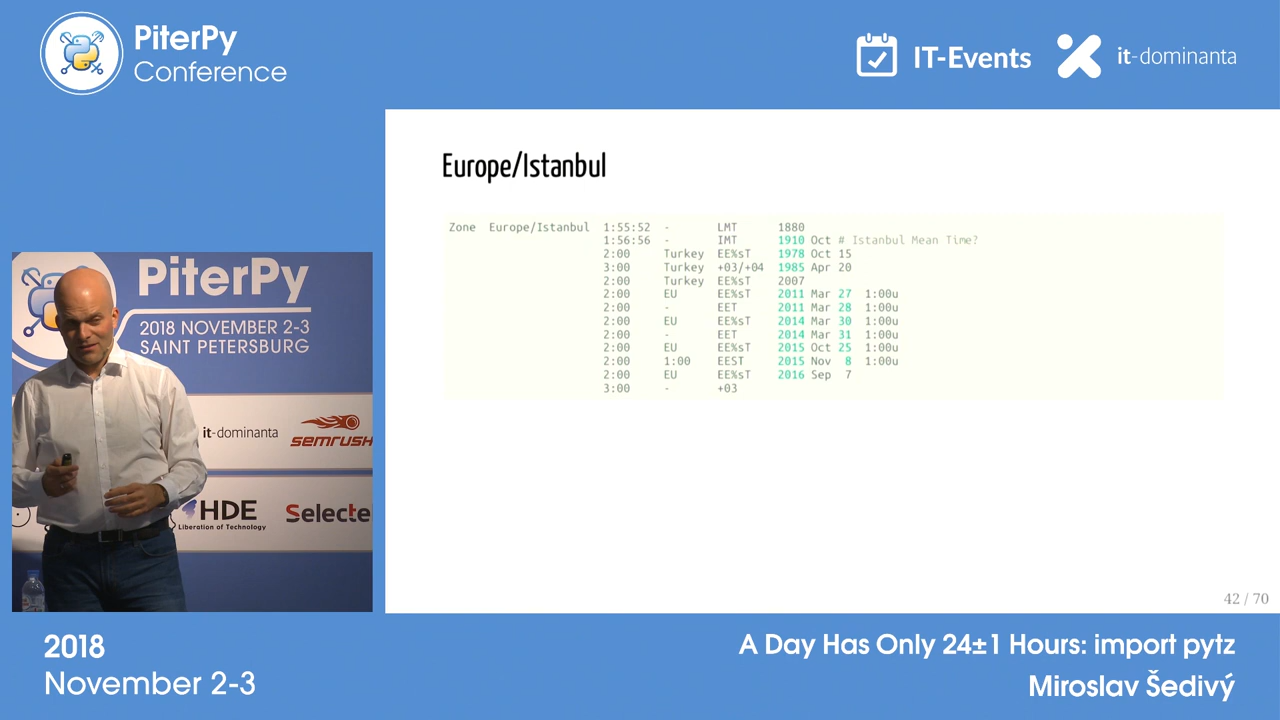 PiterPy
Conference
IT-Events
it-dominanta
Europe/Istanbul
Zone Europe/Istanbul 1:55:52 - LMT 1880
1:56:56 - IMT 1910 Oct # Istanbul Mean Time?
2:00 Turkey EE%sT 1978 Oct 15
3:00 Turkey +03/+04 1985 Apr 20
2:00 Turkey EE%sT 2007
2:00 EU EE%sT 2011 Mar 27 1:00u
2:00 - EET 2011 Mar 28 1:00u
2:00 EU EE%sT 2014 Mar 30 1:00u
2:00 - EET 2014 Mar 31 1:00u
2:00 EU EE%sT 2015 Oct 25 1:00u
2:00 1:00 EEST 2015 Nov 8 1:00u
2:00 EU EE%sT 2016 Sep 7
3:00 - +03
42 / 70
PiterPy
2018 NOVEMBER 2-3
SAINT PETERSBURG
it-dominanta
SEMRUSH
HDE
Liberation of Technology
Selecte
2018
November 2-3
A Day Has Only 24±1 Hours: import pytz
Miroslav Šedivý